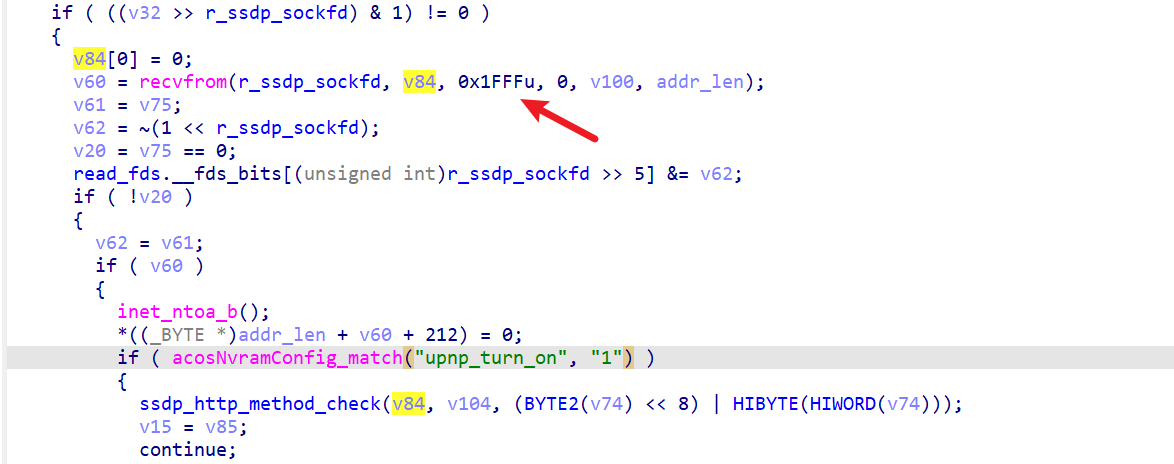 if ( ((v32 >> r_ssdp_sockfd) & 1) != 0 )
{
v84[0] = 0;
v60 = recvfrom(r_ssdp_sockfd, v84, 0x1FFFu, 0, v100, addr_len);
v61 = v75;
v62 = ~(1 << r_ssdp_sockfd);
v20 = v75 == 0;
read_fds.__fds_bits[(unsigned int)r_ssdp_sockfd >> 5] &= v62;
if ( !v20 )
{
v62 = v61;
if ( v60 )
{
inet_ntoa_b();
*((_BYTE *)addr_len + v60 + 212) = 0;
if ( acosNvramConfig_match("upnp_turn_on", "1") )
{
ssdp_http_method_check(v84, v104, (BYTE2(v74) << 8) | HIBYTE(HIWORD(v74)));
v15 = v85;
continue;